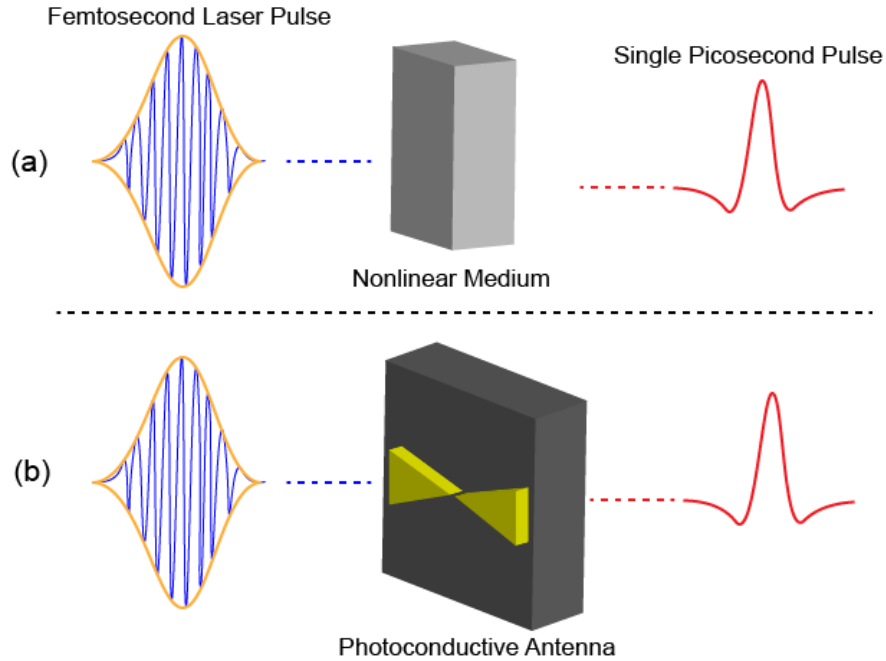 Femtosecond Laser Pulse
Single Picosecond Pulse
(a)
Nonlinear Medium
(b)
Photoconductive Antenna